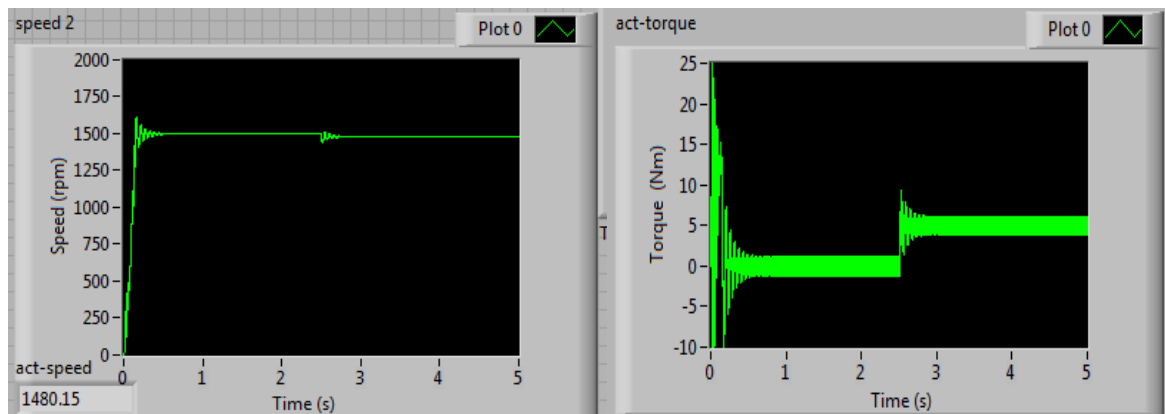 speed 2
Plot 0
2000
1750
1500
1250
1000
750
500
250
0
Speed (rpm)
0 1 2 3 4 5
Time (s)
act-speed
1480.15
act-torque
Plot 0
25
20
15
10
5
0
-5
-10
Torque (Nm)
0 1 2 3 4 5
Time (s)
T